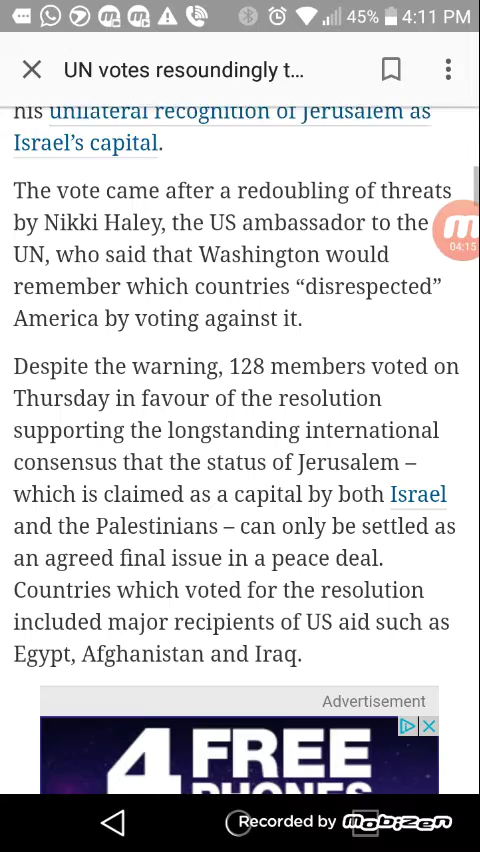 45% 4:11 PM
UN votes resoundingly t...
his unilateral recognition of Jerusalem as
Israel’s capital.
The vote came after a redoubling of threats
by Nikki Haley, the US ambassador to the
UN, who said that Washington would
remember which countries “disrespected”
America by voting against it.
04:15
Despite the warning, 128 members voted on
Thursday in favour of the resolution
supporting the longstanding international
consensus that the status of Jerusalem –
which is claimed as a capital by both Israel
and the Palestinians – can only be settled as
an agreed final issue in a peace deal.
Countries which voted for the resolution
included major recipients of US aid such as
Egypt, Afghanistan and Iraq.
Advertisement
4 FREE
PHONES
Recorded by Mobizen